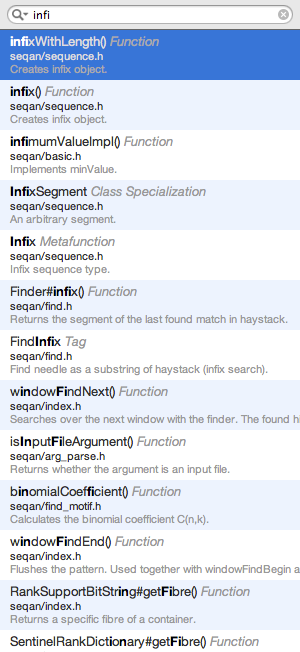 infi
infixWithLength() Function
seqan/sequence.h
Creates infix object.
infix() Function
seqan/sequence.h
Creates infix object.
infimumValueImpl() Function
seqan/basic.h
Implements minValue.
InfixSegment Class Specialization
seqan/sequence.h
An arbitrary segment.
Infix Metafunction
seqan/sequence.h
Infix sequence type.
Finder#infix() Function
seqan/find.h
Returns the segment of the last found match in haystack.
FindInfix Tag
seqan/find.h
Find needle as a substring of haystack (infix search).
windowFindNext() Function
seqan/index.h
Searches over the next window with the finder. The found hi
isInputFileArgument() Function
seqan/arg_parse.h
Returns whether the argument is an input file.
binomialCoefficient() Function
seqan/find_motif.h
Calculates the binomial coefficient C(n,k).
windowFindEnd() Function
seqan/index.h
Flushes the pattern. Used together with windowFindBegin a
RankSupportBitString#getFibre() Function
seqan/index.h
Returns a specific fibre of a container.
SentinelRankDictionary#getFibre() Function